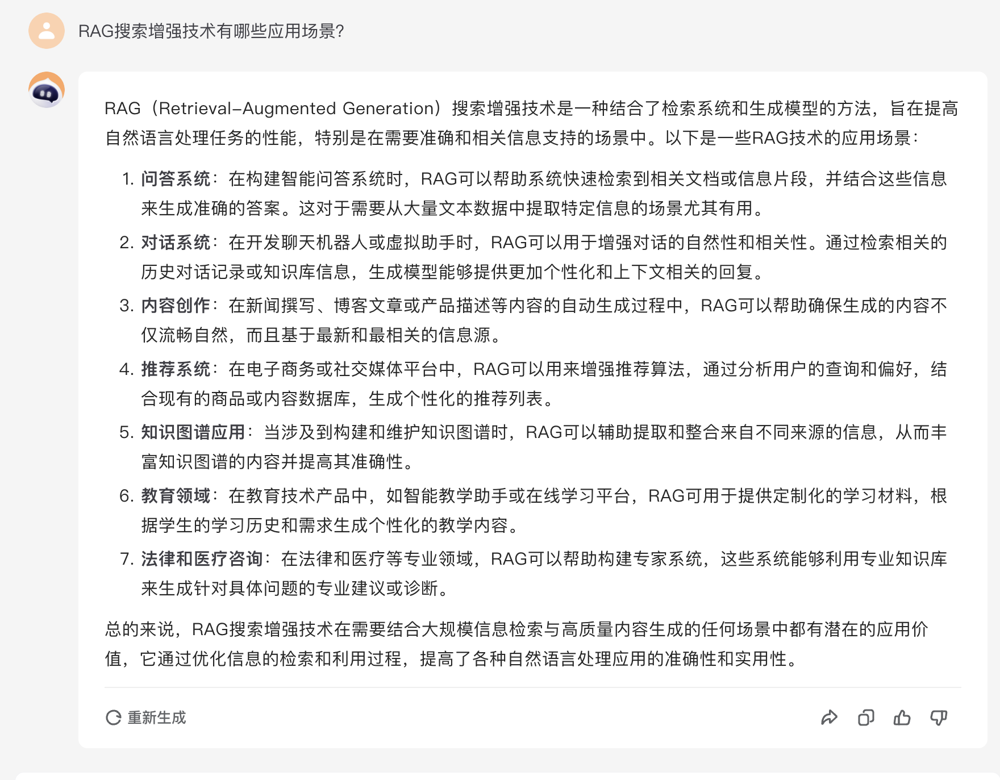 RAG搜索增强技术有哪些应用场景?
RAG（Retrieval-Augmented Generation）搜索增强技术是一种结合了检索系统和生成模型的方法，旨在提高
自然语言处理任务的性能，特别是在需要准确和相关信息支持的场景中。以下是一些RAG技术的应用场景：
1. 问答系统：在构建智能问答系统时，RAG可以帮助系统快速检索到相关文档或信息片段，并结合这些信息
来生成准确的答案。这对于需要从大量文本数据中提取特定信息的场景尤其有用。
2. 对话系统：在开发聊天机器人或虚拟助手时，RAG可以用于增强对话的自然性和相关性。通过检索相关的
历史对话记录或知识库信息，生成模型能够提供更加个性化和上下文相关的回复。
3. 内容创作：在新闻撰写、博客文章或产品描述等内容的自动生成过程中，RAG可以帮助确保生成的内容不
仅流畅自然，而且基于最新和最相关的信息源。
4. 推荐系统：在电子商务或社交媒体平台中，RAG可以用来增强推荐算法，通过分析用户的查询和偏好，结
合现有的商品或内容数据库，生成个性化的推荐列表。
5. 知识图谱应用：当涉及到构建和维护知识图谱时，RAG可以辅助提取和整合来自不同来源的信息，从而丰
富知识图谱的内容并提高其准确性。
6. 教育领域：在教育技术产品中，如智能教学助手或在线学习平台，RAG可用于提供定制化的学习材料，根
据学生的学习历史和需求生成个性化的教学内容。
7. 法律和医疗咨询：在法律和医疗等专业领域，RAG可以帮助构建专家系统，这些系统能够利用专业知识库
来生成针对具体问题的专业建议或诊断。
总的来说，RAG搜索增强技术在需要结合大规模信息检索与高质量内容生成的任何场景中都有潜在的应用价
值，它通过优化信息的检索和利用过程，提高了各种自然语言处理应用的准确性和实用性。
重新生成